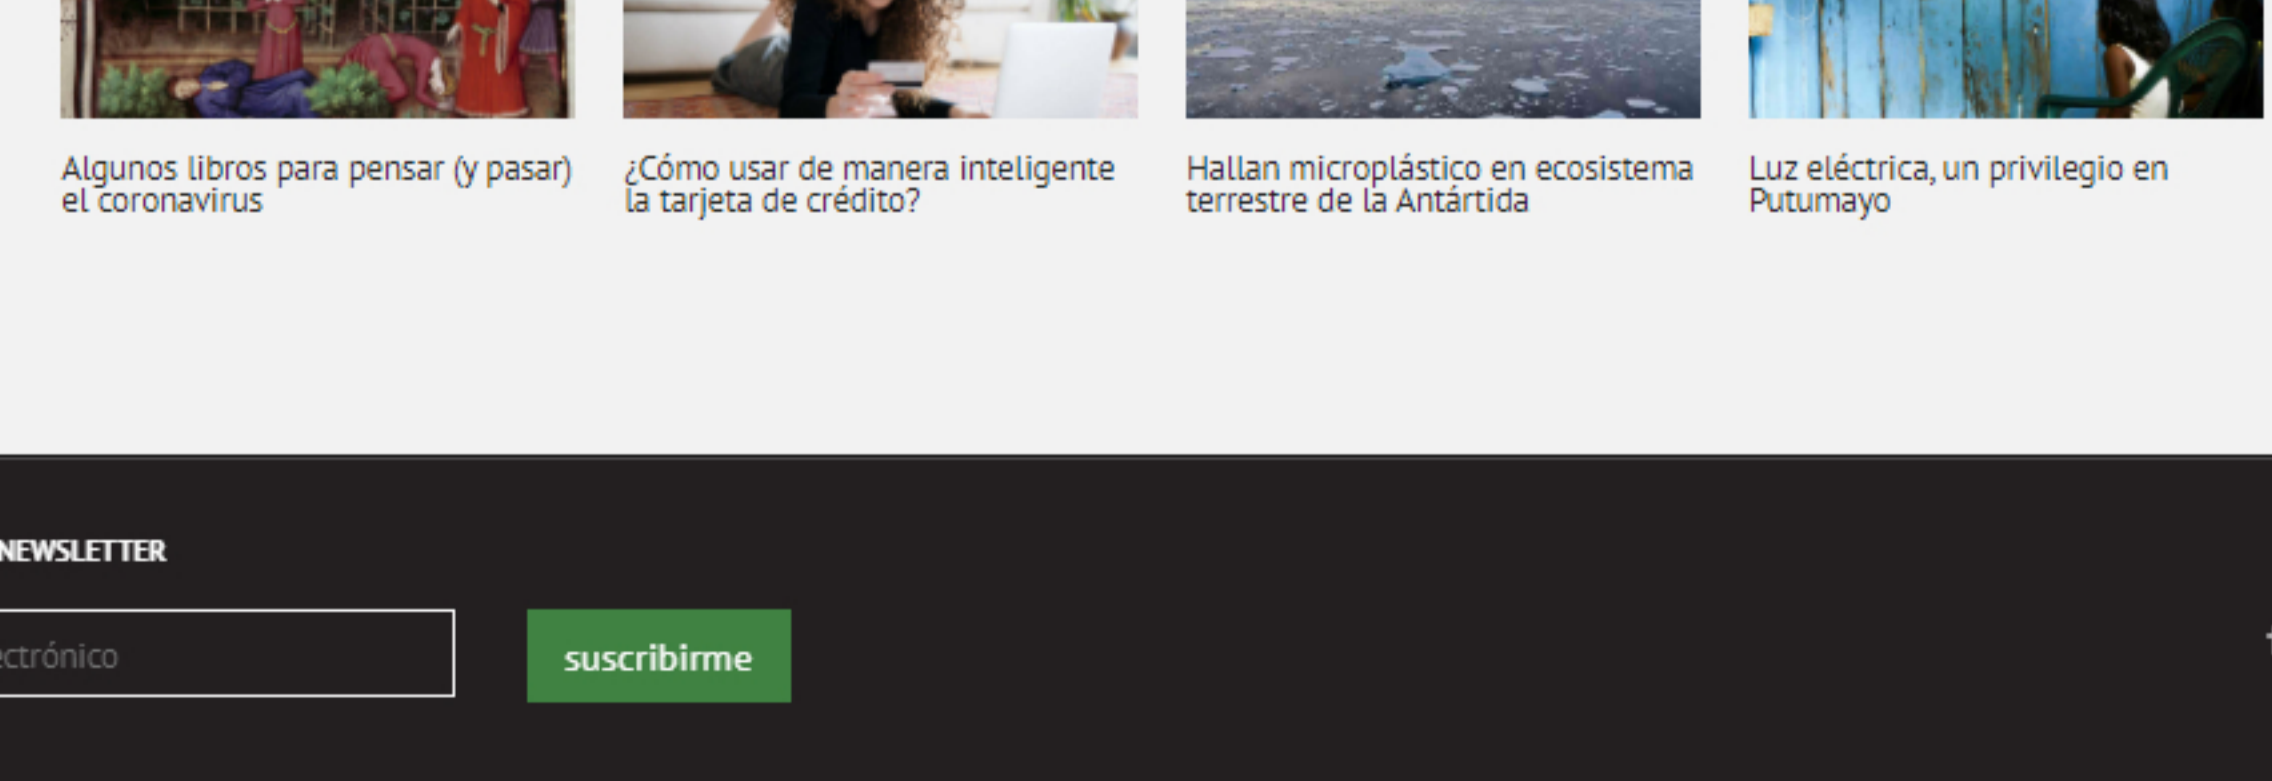 Algunos libros para pensar (y pasar)
el coronavirus
¿Cómo usar de manera inteligente
la tarjeta de crédito?
Hallan microplástico en ecosistema
terrestre de la Antártida
Luz eléctrica, un privilegio en
Putumayo
NEWSLETTER
ectrónico
suscribirme